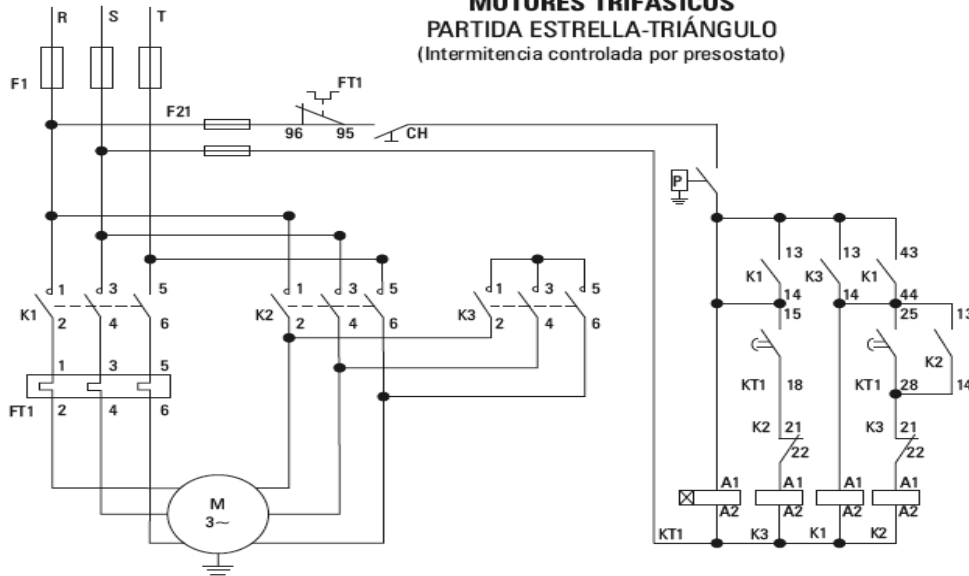 MOTORES TRIFÁSICOS
PARTIDA ESTRELLA-TRIÁNGULO
(Intermitencia controlada por presostato)
R S T
F1
F21
FT1
96 95 CH
P
13 13 43
K1 K3 K1
14 14 44
1 3 5
K1
2 4 6
1 3 5
K2
2 4 6
1 3 5
K3
2 4 6
15 25 13
K2
KT1 18 KT1 28 14
1 3 5
FT1
2 4 6
K2 21 K3 21
22 22
M
3~
A1 A1 A1
A2 A2 A2 A2
KT1 K3 K1 K2